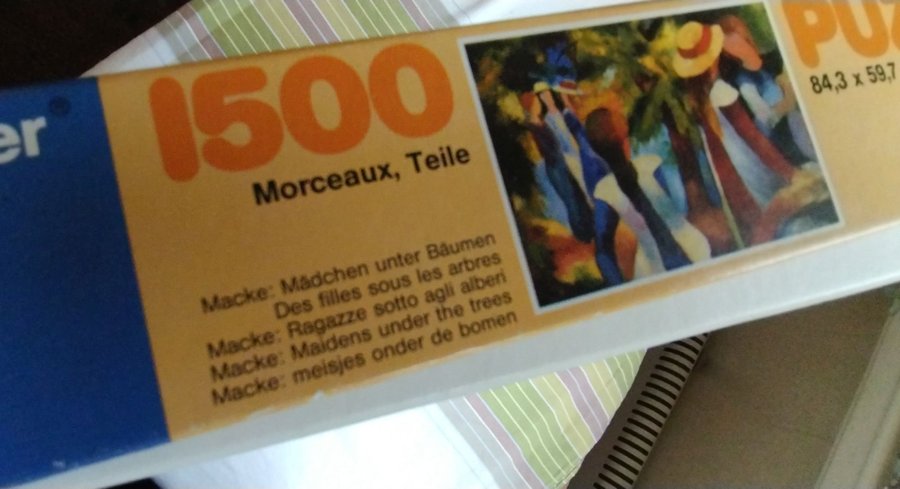 er®
1500
Morceaux, Teile
Macke: Mädchen unter Bäumen
Des filles sous les arbres
Macke: Ragazze sotto agli alberi
Macke: Maidens under the trees
Macke: meisjes onder de bomen
PUZ
84,3 x 59,7